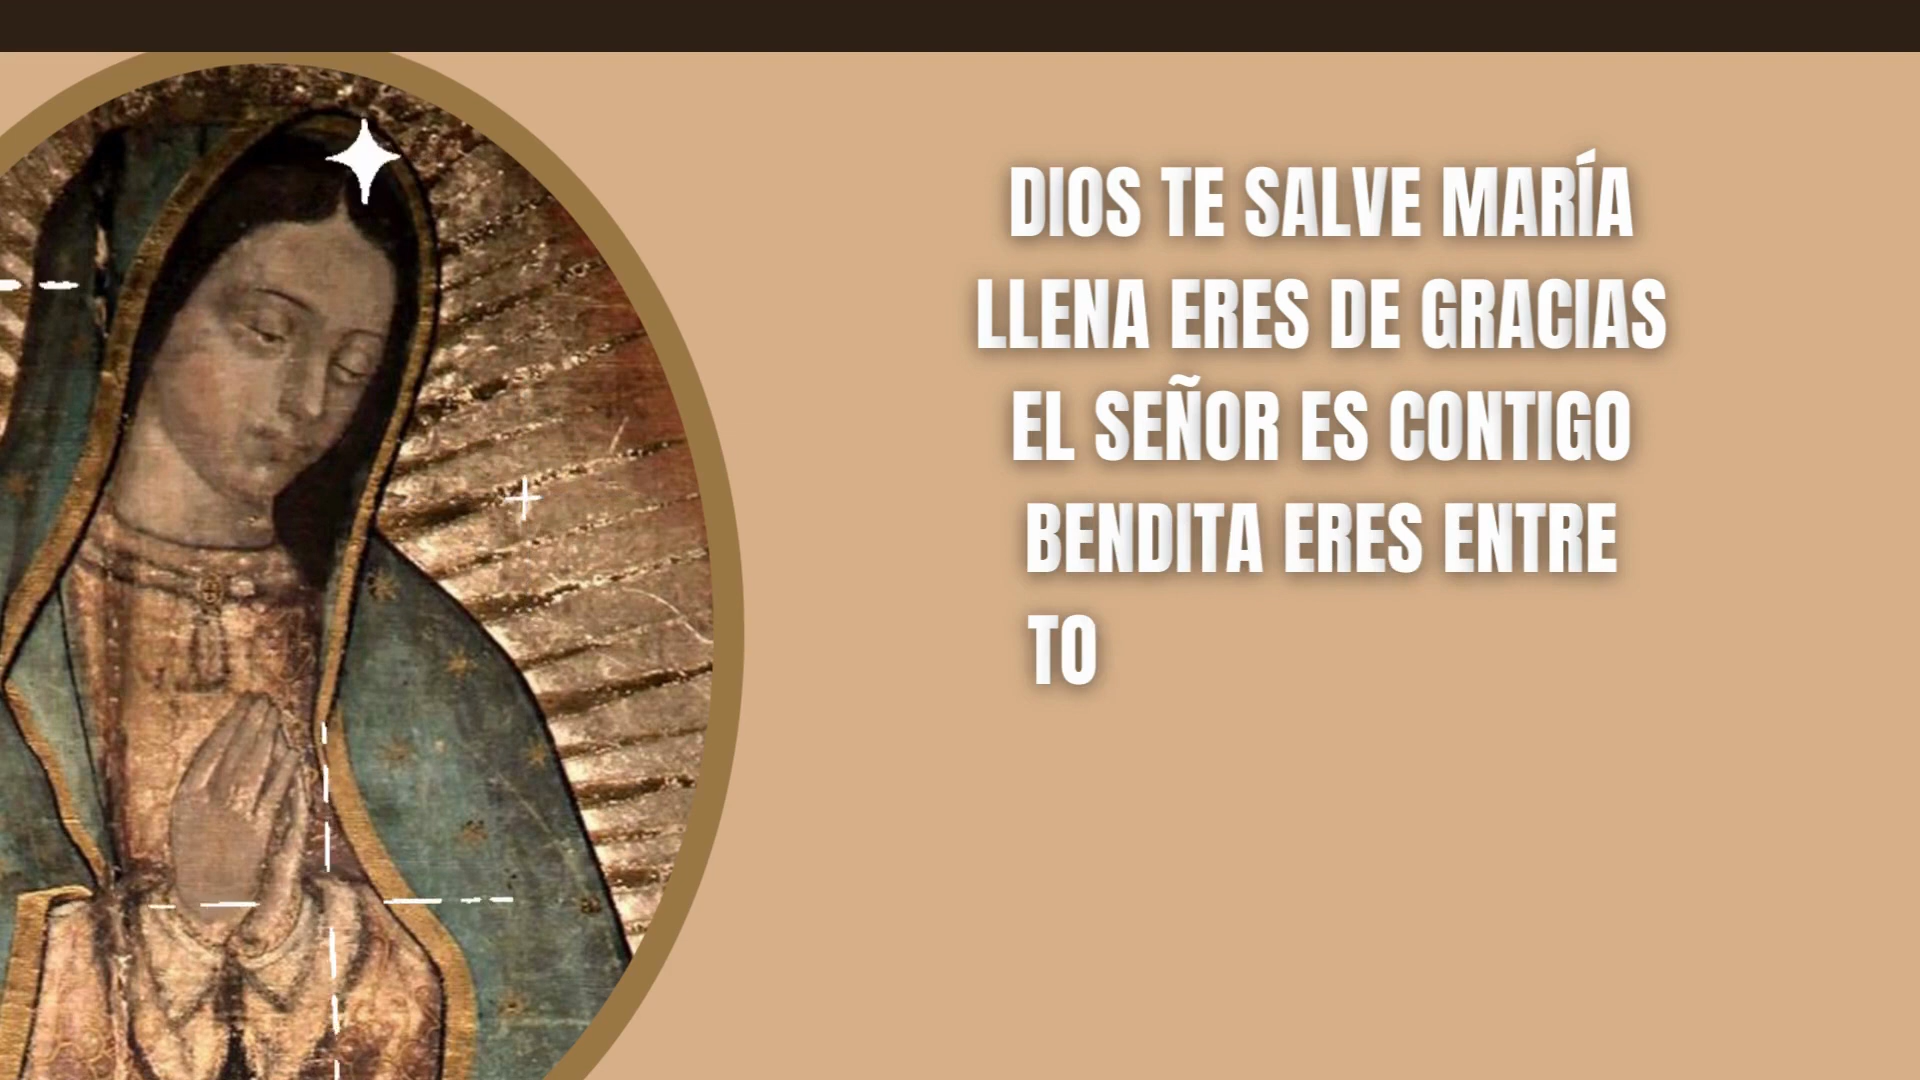 DIOS TE SALVE MARÍA
LLENA ERES DE GRACIAS
EL SEÑOR ES CONTIGO
BENDITA ERES ENTRE
TO